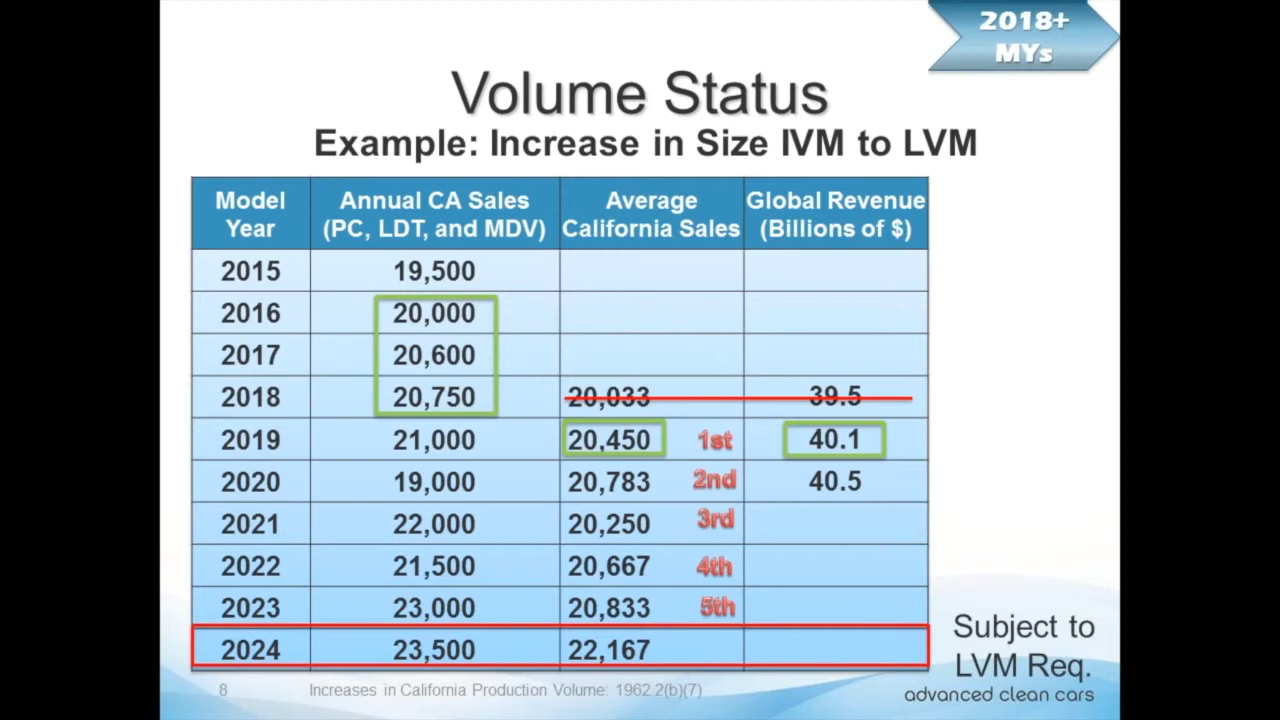 2018+
MYs
Volume Status
Example: Increase in Size IVM to LVM
Model Year Annual CA Sales (PC, LDT, and MDV) Average California Sales Global Revenue (Billions of $)
2015 19,500
2016 20,000
2017 20,600
2018 20,750 20,033 39.5
2019 21,000 20,450 1st 40.1
2020 19,000 20,783 2nd 40.5
2021 22,000 20,250 3rd
2022 21,500 20,667 4th
2023 23,000 20,833 5th
2024 23,500 22,167
Subject to
LVM Req.
8 Increases in California Production Volume: 1962.2(b)(7)
advanced clean cars